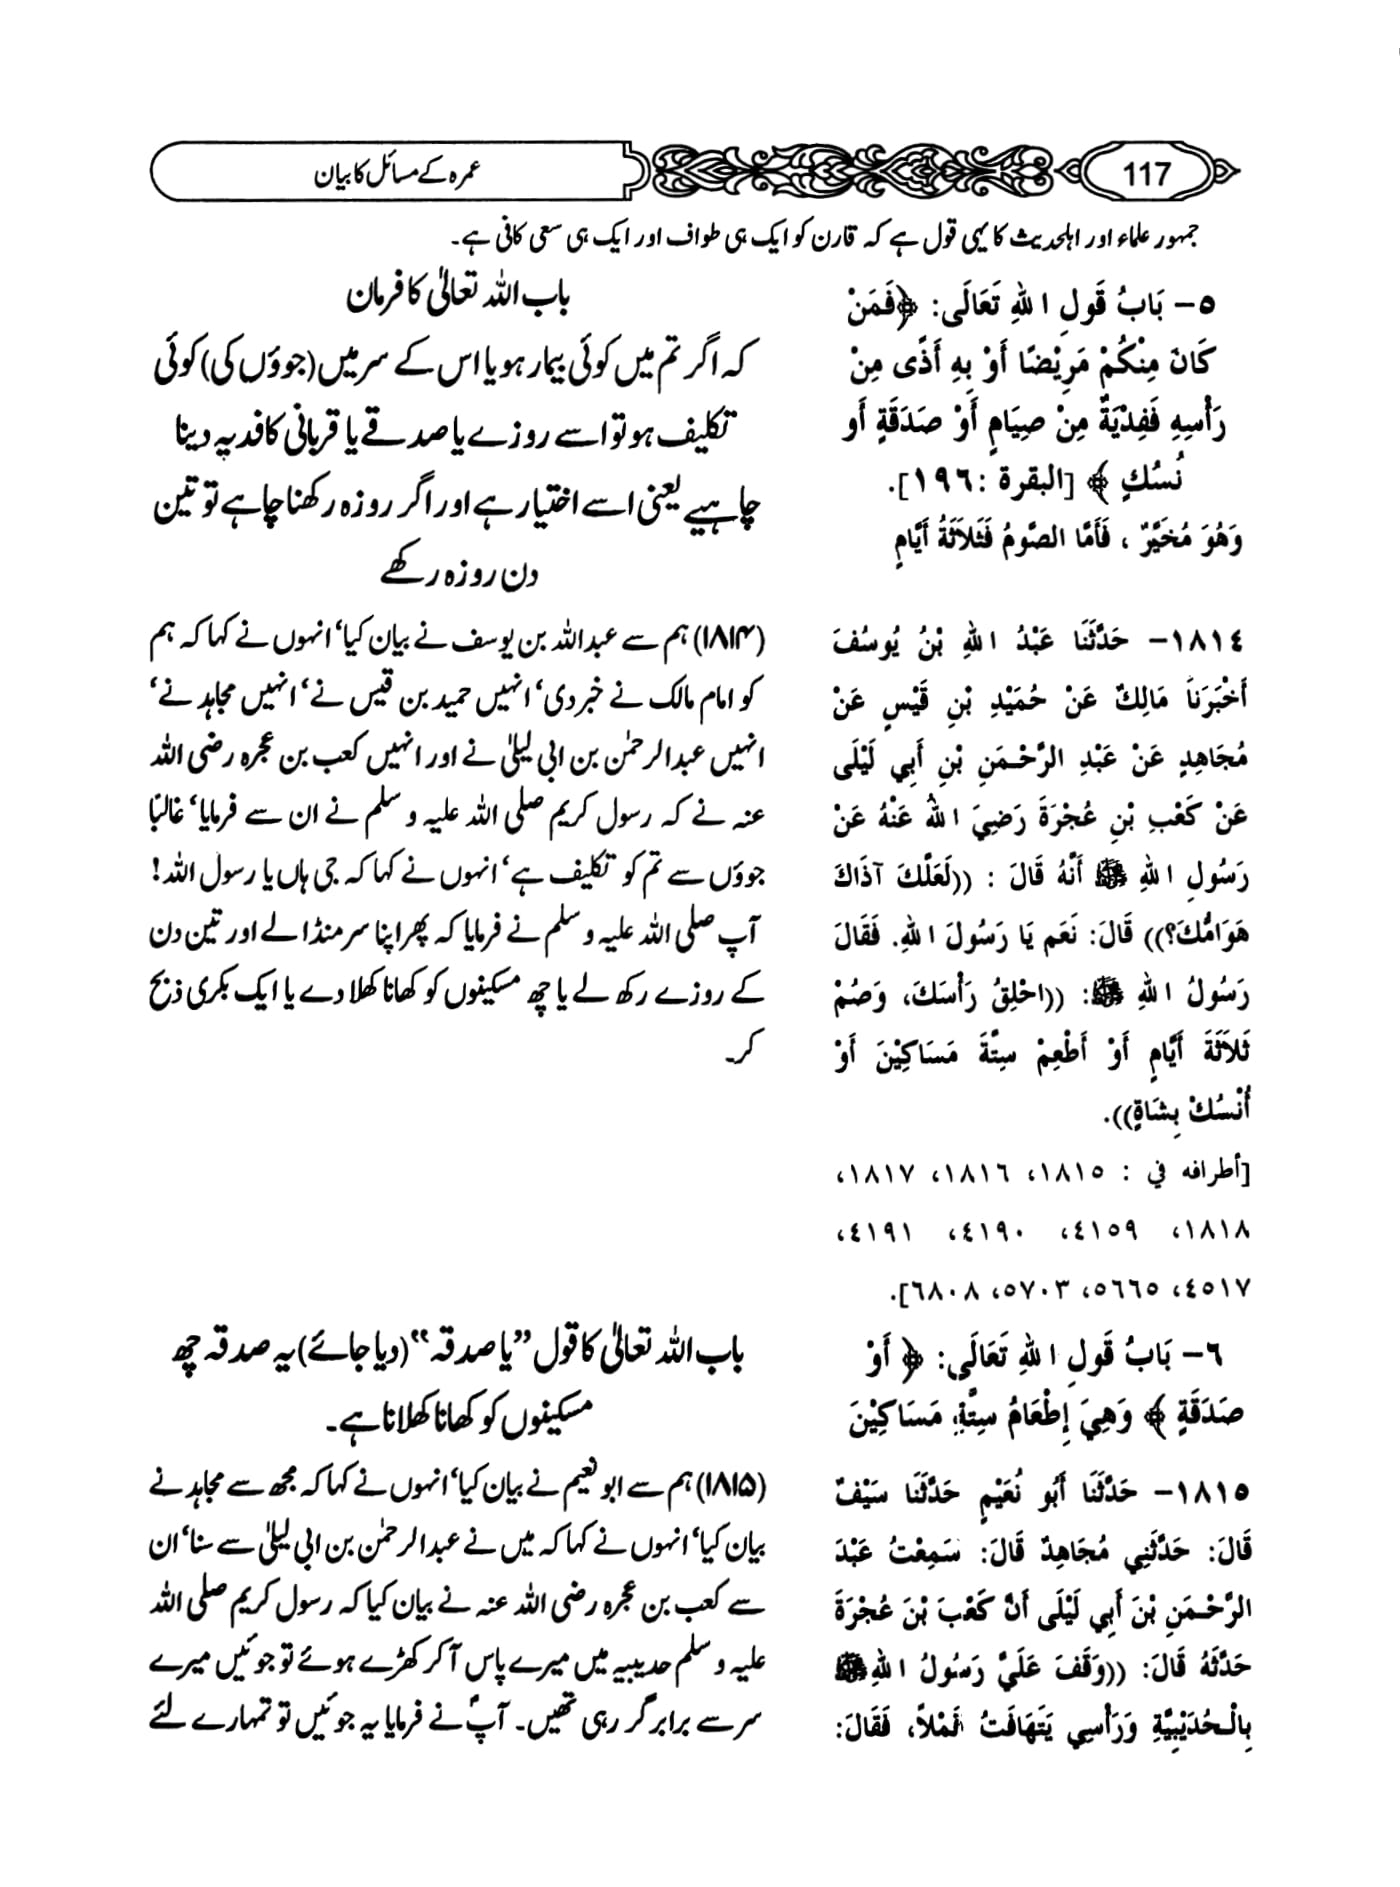 117
عمرہ کے مسائل کا بیان
جمہور علماء اور اہلحدیث کا یہی قول ہے کہ قارن کو ایک ہی طواف اور ایک ہی سعی کافی ہے۔
٥– بَابُ قَولِ اللهِ تَعَالَى: ﴿فَمَنْ
كَانَ مِنْكُمْ مَرِيْضًا أَوْ بِهِ أَذًى مِنْ
رَأْسِهِ فَفِدْيَةٌ مِنْ صِيَامٍ أَوْ صَدَقَةٍ أَو
نُسُكٍ﴾ [البقرة :١٩٦].
وَهُوَ مُخَيَّرٌ ، فَأَمَّا الصَّومُ فَثَلاَثَةُ أَيَّامٍ
باب اللہ تعالیٰ کا فرمان
کہ اگر تم میں کوئی بیمار ہو یا اس کے سر میں (جوؤں کی) کوئی
تکلیف ہو تو اسے روزے یا صدقے یا قربانی کا فدیہ دینا
چاہیے یعنی اسے اختیار ہے اور اگر روزہ رکھنا چاہے تو تین
دن روزہ رکھے
١٨١٤– حَدَّثَنَا عَبْدُ اللهِ بْنُ يُوسُفَ
أَخْبَرَنَا مَالِكٌ عَنْ حُمَيْدِ بْنِ قَيْسٍ عَنْ
مُجَاهِدٍ عَنْ عَبْدِ الرَّحْمَنِ بْنِ أَبِي لَيْلَى
عَنْ كَعْبِ بْنِ عُجْرَةَ رَضِيَ اللهُ عَنْهُ عَنْ
رَسُولِ اللهِ ﷺ أَنَّهُ قَالَ : ((لَعَلَّكَ آذَاكَ
هَوَامُّكَ؟)) قَالَ: نَعَم يَا رَسُولَ اللهِ. فَقَالَ
رَسُولُ اللهِ ﷺ: ((احْلِقْ رَأْسَكَ، وَصُمْ
ثَلاَثَةَ أَيَّامٍ أَوْ أَطْعِمْ سِتَّةَ مَسَاكِيْنَ أَوْ
أُنْسُكْ بِشَاةٍ)).
[أطرافه في : ١٨١٥، ١٨١٦، ١٨١٧،
١٨١٨، ٤١٥٩، ٤١٩٠، ٤١٩١،
٤٥١٧، ٥٦٦٥، ٥٧٠٣، ٦٨٠٨].
(۱۸۱۴) ہم سے عبداللہ بن یوسف نے بیان کیا‘ انہوں نے کہا کہ ہم
کو امام مالک نے خبر دی‘ انہیں حمید بن قیس نے‘ انہیں مجاہد نے‘
انہیں عبدالرحمٰن بن ابی لیلیٰ نے اور انہیں کعب بن عجرہ رضی اللہ
عنہ نے کہ رسول کریم صلی اللہ علیہ و سلم نے ان سے فرمایا‘ غالباً
جوؤں سے تم کو تکلیف ہے‘ انہوں نے کہا کہ جی ہاں یا رسول اللہ!
آپ صلی اللہ علیہ و سلم نے فرمایا کہ پھر اپنا سر منڈا لے اور تین دن
کے روزے رکھ لے یا چھ مسکینوں کو کھانا کھلا دے یا ایک بکری ذبح
کر۔
٦– بَابُ قَولِ اللهِ تَعَالَى: ﴿أَوْ
صَدَقَةٍ﴾ وَهِيَ إِطْعَامُ سِتَّةِ مَسَاكِيْنَ
باب اللہ تعالیٰ کا قول ”یا صدقہ“ (دیا جائے) یہ صدقہ چھ
مسکینوں کو کھانا کھلانا ہے۔
١٨١٥– حَدَّثَنَا أَبُو نُعَيْمٍ حَدَّثَنَا سَيْفٌ
قَالَ: حَدَّثَنِي مُجَاهِدٌ قَالَ: سَمِعْتُ عَبْدَ
الرَّحْمَنِ بْنَ أَبِي لَيْلَى أَنَّ كَعْبَ بْنَ عُجْرَةَ
حَدَّثَهُ قَالَ: ((وَقَفَ عَلَيَّ رَسُولُ اللهِ ﷺ
بِالْحُدَيْبِيَّةِ وَرَأْسِي يَتَهَافَتُ قَمْلاً، فَقَالَ:
(۱۸۱۵) ہم سے ابو نعیم نے بیان کیا‘ انہوں نے کہا کہ مجھ سے مجاہد نے
بیان کیا‘ انہوں نے کہا کہ میں نے عبدالرحمٰن بن ابی لیلیٰ سے سنا‘ ان
سے کعب بن عجرہ رضی اللہ عنہ نے بیان کیا کہ رسول کریم صلی اللہ
علیہ و سلم حدیبیہ میں میرے پاس آ کر کھڑے ہوئے تو جوئیں میرے
سر سے برابر گر رہی تھیں۔ آپؐ نے فرمایا یہ جوئیں تو تمہارے لئے